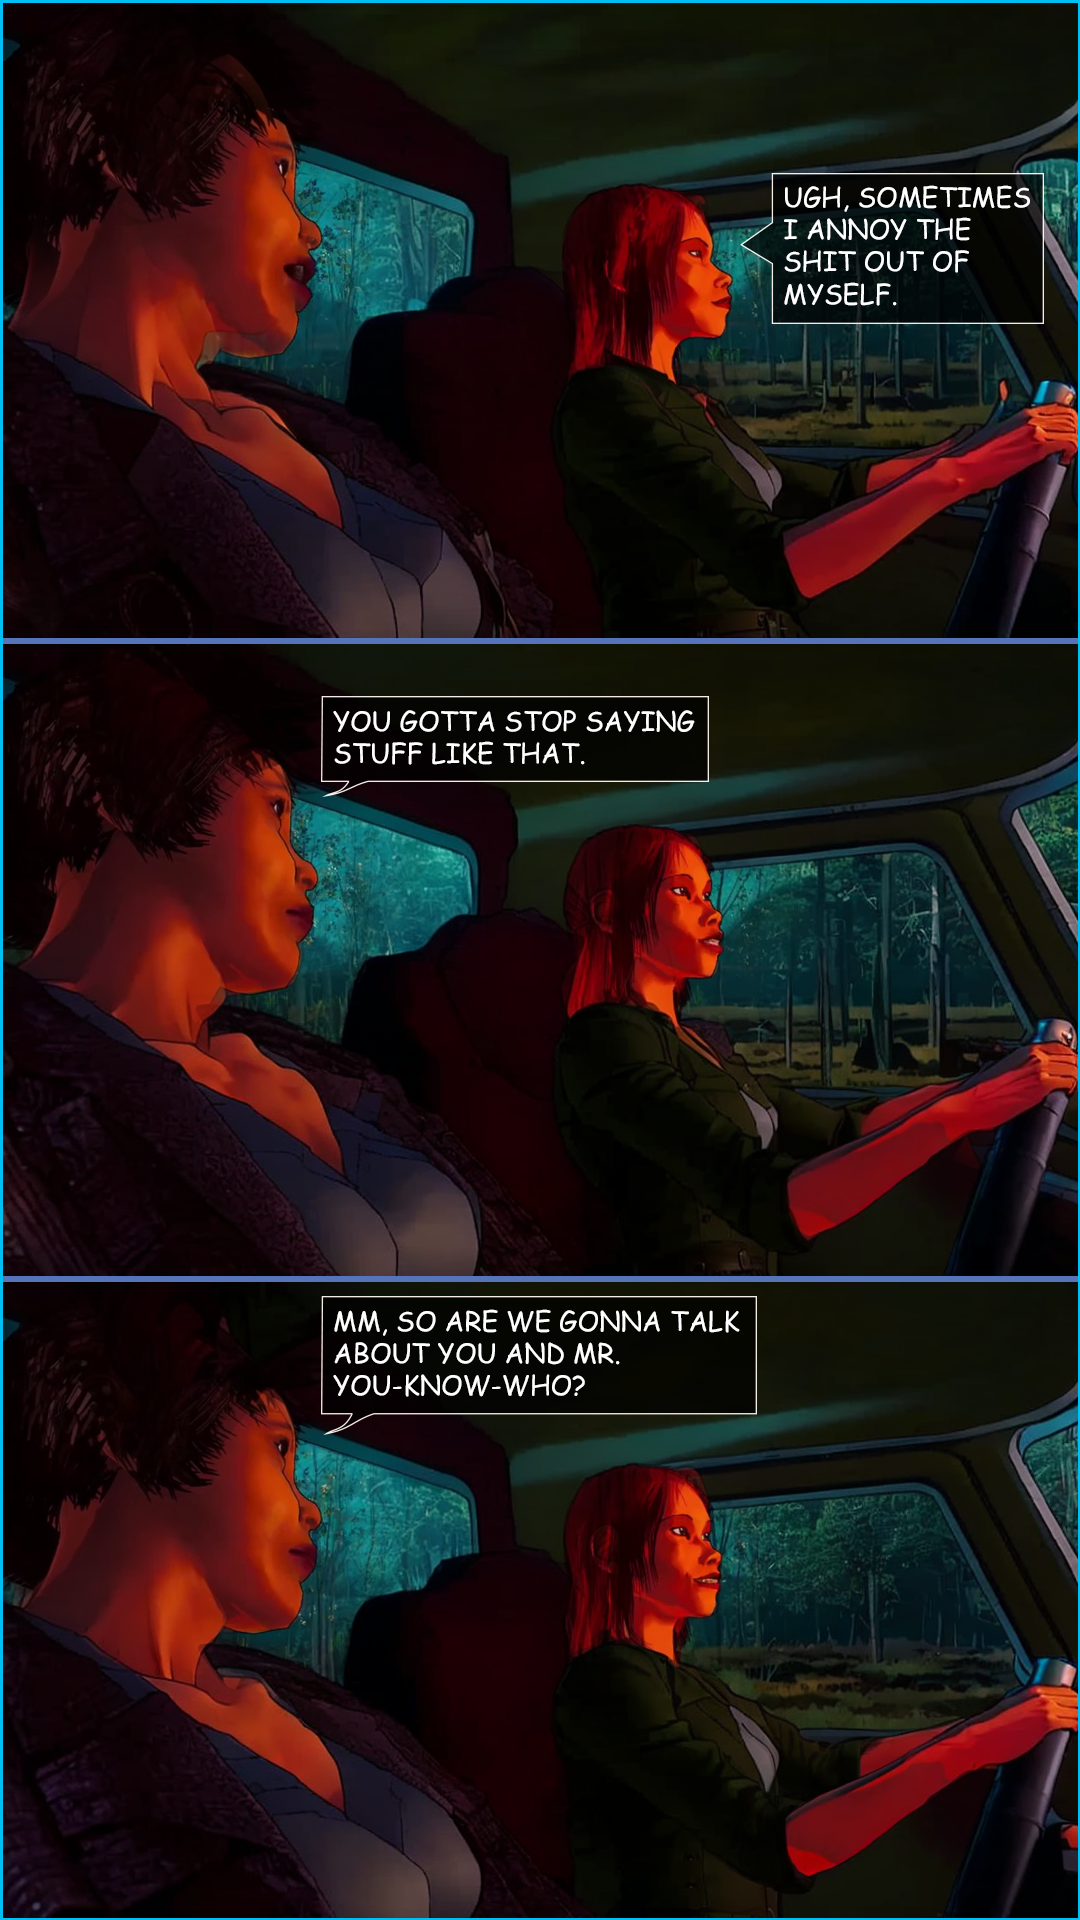 UGH, SOMETIMES
I ANNOY THE
SHIT OUT OF
MYSELF.
YOU GOTTA STOP SAYING
STUFF LIKE THAT.
MM, SO ARE WE GONNA TALK
ABOUT YOU AND MR.
YOU-KNOW-WHO?